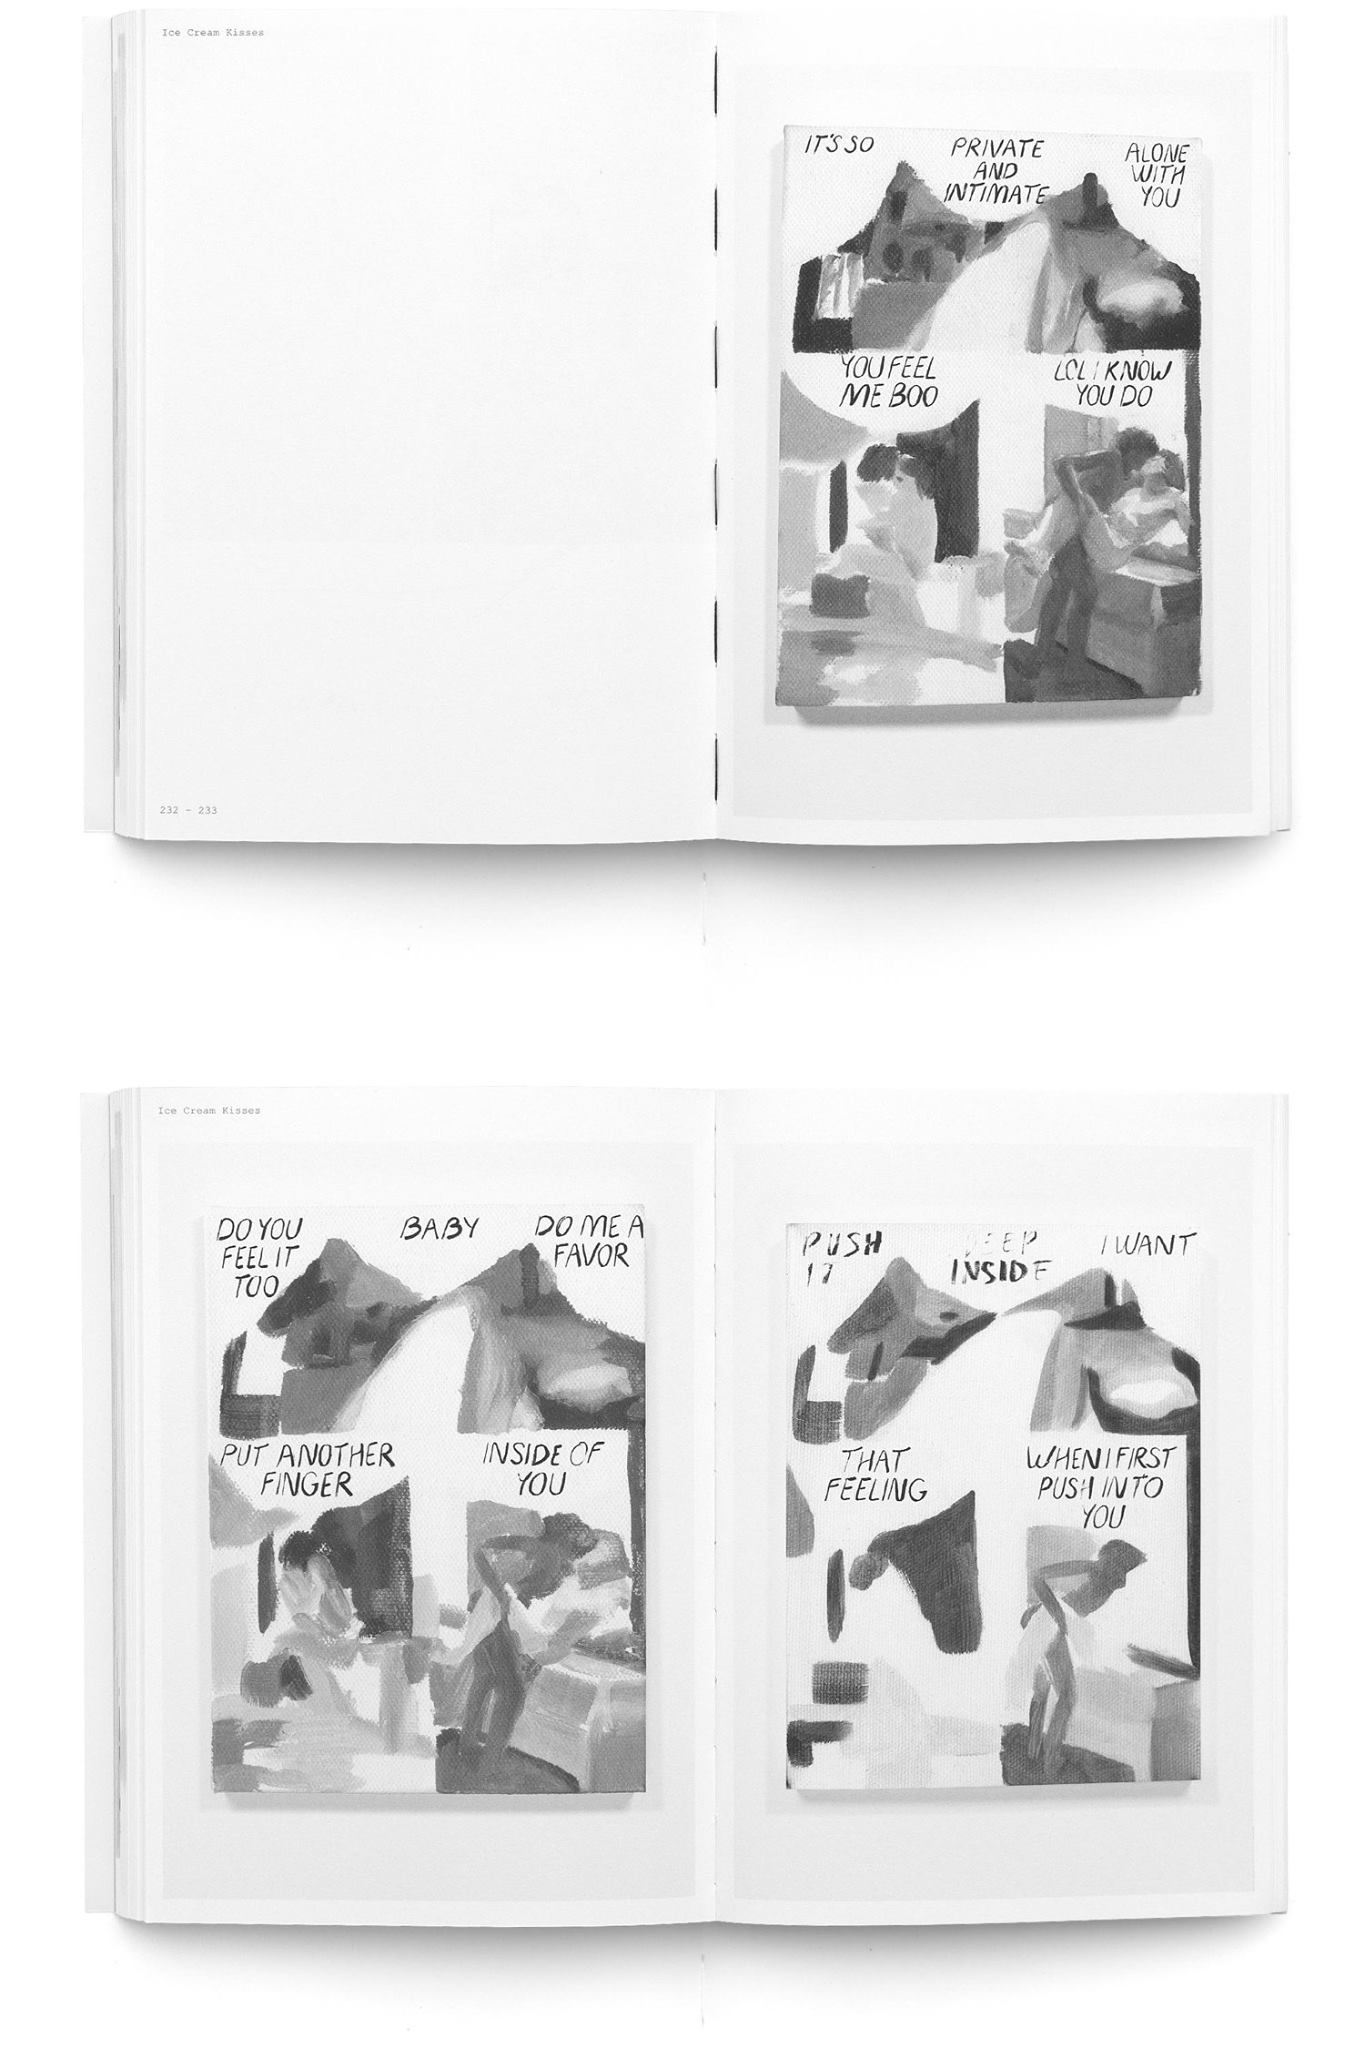 Ice Cream Kisses
IT'S SO
PRIVATE
AND
INTIMATE
ALONE
WITH
YOU
YOU FEEL
ME BOO
LOL I KNOW
YOU DO
232 - 233
Ice Cream Kisses
DO YOU
FEEL IT
TOO
BABY
DO ME A
FAVOR
PUT ANOTHER
FINGER
INSIDE OF
YOU
PUSH
IT
DEEP
INSIDE
I WANT
THAT
FEELING
WHEN I FIRST
PUSH INTO
YOU